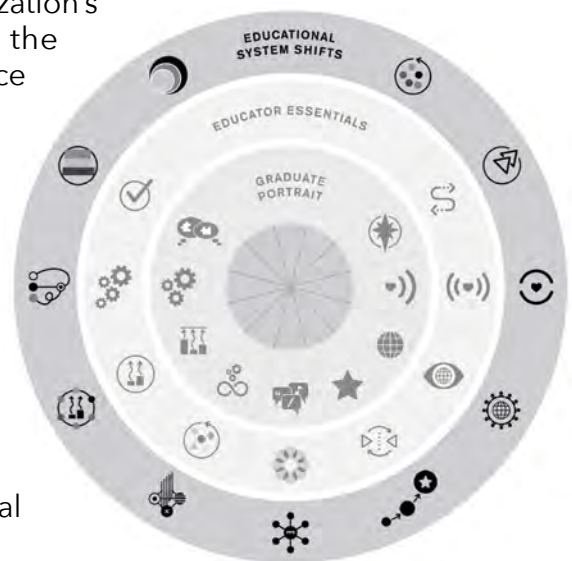 zation's
the
ce
EDUCATIONAL
SYSTEM SHIFTS
EDUCATOR ESSENTIALS
GRADUATE
PORTRAIT
al